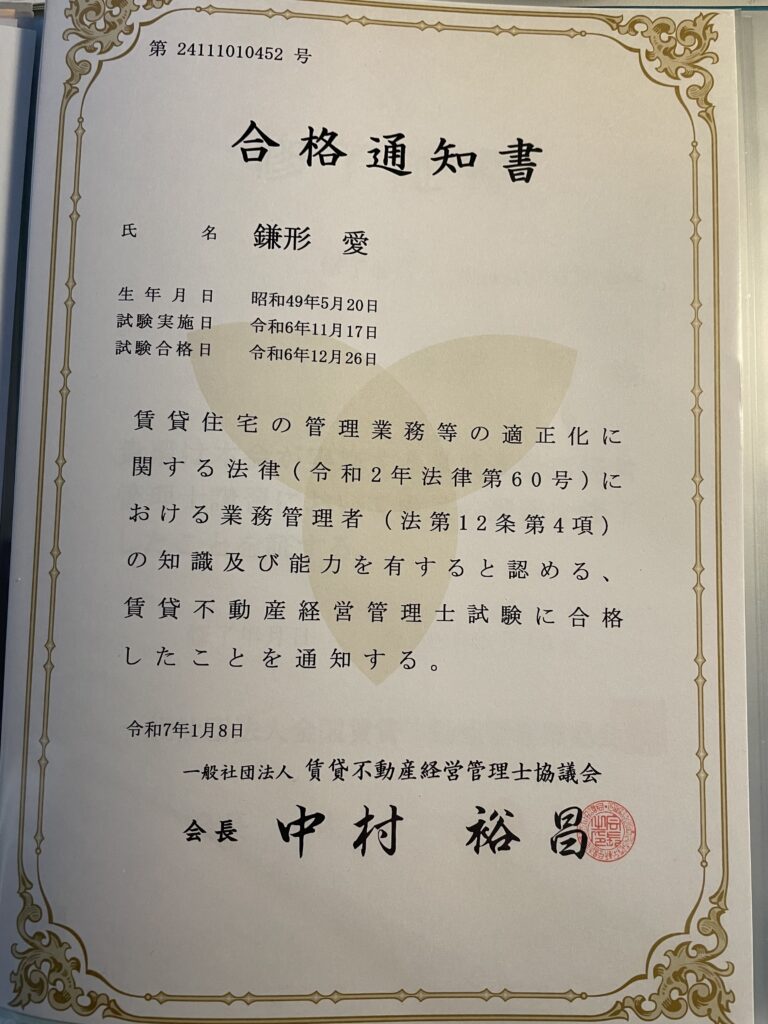 第 24111010452 号
合格通知書
氏名 鎌形 愛
生年月日 昭和49年5月20日
試験実施日 令和6年11月17日
試験合格日 令和6年12月26日
賃貸住宅の管理業務等の適正化に
関する法律(令和2年法律第60号)に
おける業務管理者(法第12条第4項)
の知識及び能力を有すると認める、
賃貸不動産経営管理士試験に合格
したことを通知する。
令和7年1月8日
一般社団法人 賃貸不動産経営管理士協議会
会長 中村 裕昌